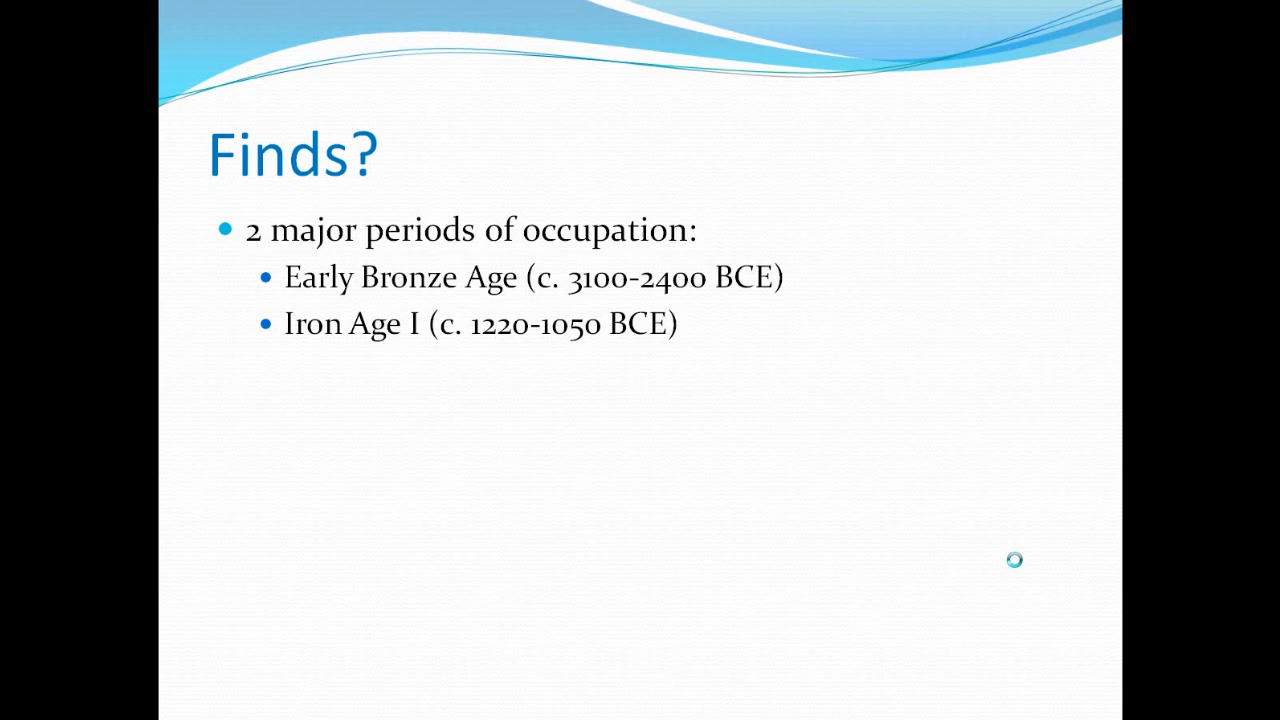 Finds?
2 major periods of occupation:
Early Bronze Age (c. 3100-2400 BCE)
Iron Age I (c. 1220-1050 BCE)